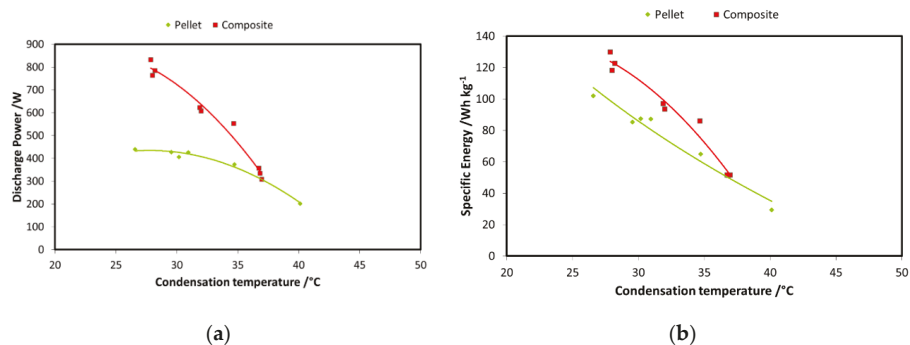 Pellet Composite
900
800
700
600
500
400
300
200
100
0
Discharge Power /W
20 25 30 35 40 45 50
Condensation temperature /°C
(a)
Pellet Composite
140
120
100
80
60
40
20
0
Specific Energy /Wh kg-1
20 25 30 35 40 45 50
Condensation temperature /°C
(b)